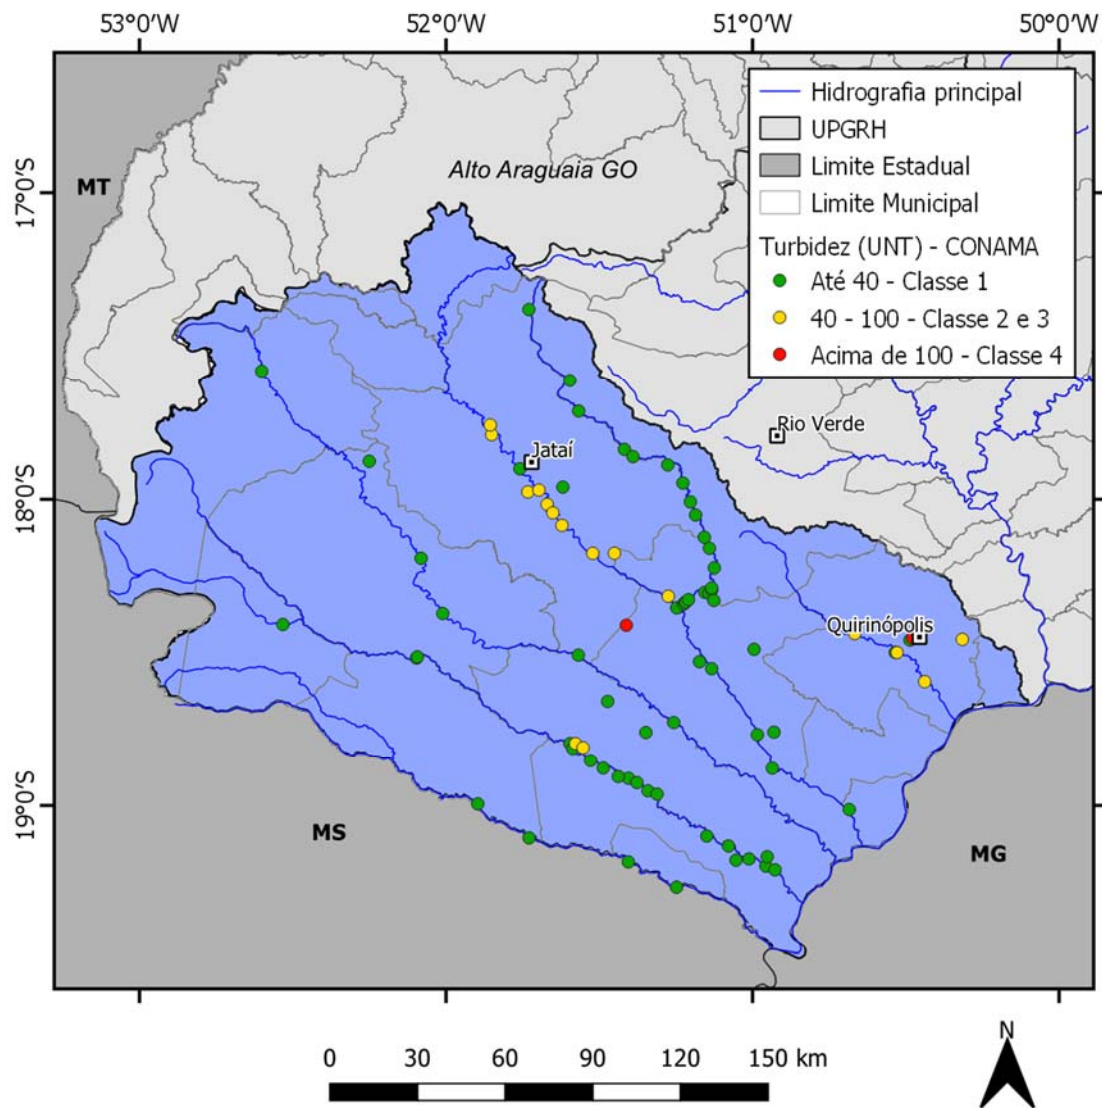 53°0'W 52°0'W 51°0'W 50°0'W
Hidrografia principal
UPGRH
Limite Estadual
Limite Municipal
Turbidez (UNT) - CONAMA
Até 40 - Classe 1
40 - 100 - Classe 2 e 3
Acima de 100 - Classe 4
Alto Araguaia GO
MT
17°0'S
Rio Verde
Jataí
18°0'S
Quirinópolis
19°0'S
MS
MG
N
0 30 60 90 120 150 km